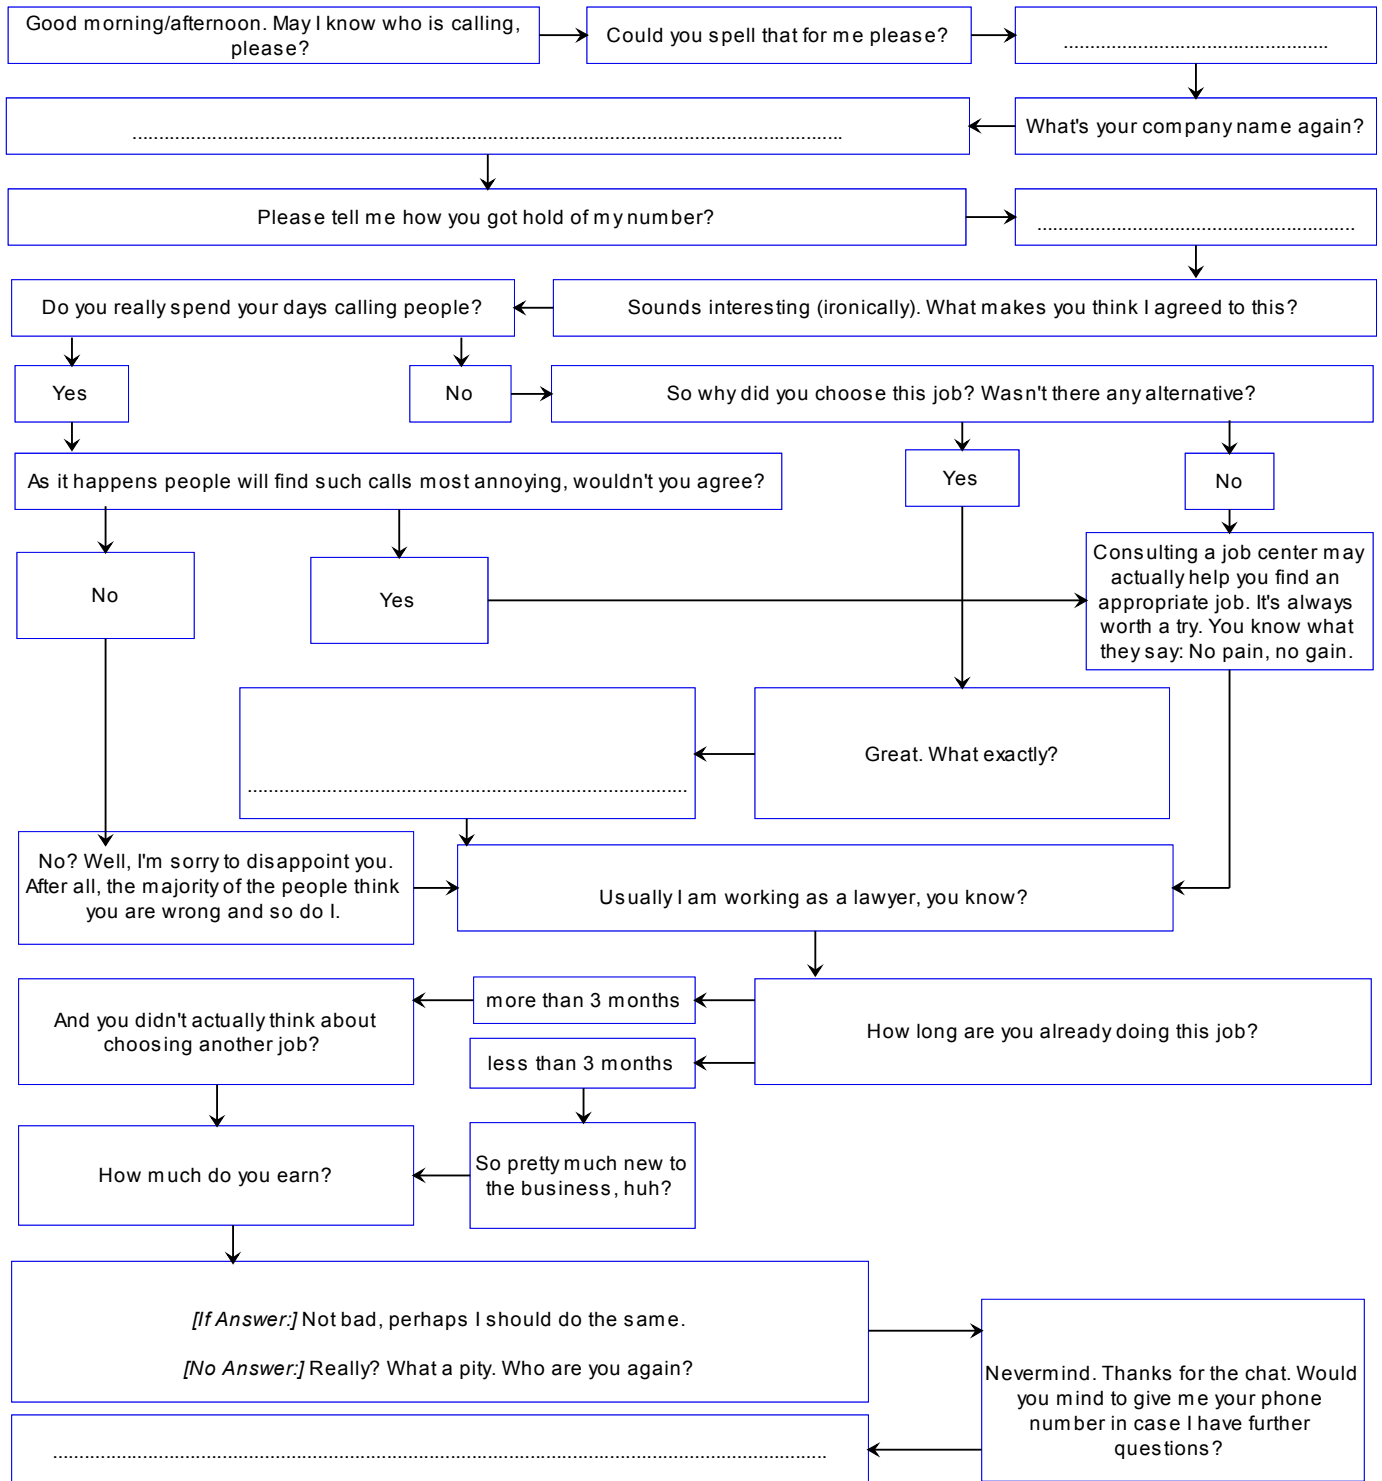 Good morning/afternoon. May I know who is calling,
please?
Could you spell that for me please?
..................................................
What's your company name again?
......................................................................................................................................
Please tell me how you got hold of my number?
............................................................
Do you really spend your days calling people?
Sounds interesting (ironically). What makes you think I agreed to this?
Yes
No
So why did you choose this job? Wasn't there any alternative?
As it happens people will find such calls most annoying, wouldn't you agree?
Yes
No
No
Yes
Consulting a job center may
actually help you find an
appropriate job. It's always
worth a try. You know what
they say: No pain, no gain.
Great. What exactly?
...................................................................................
No? Well, I'm sorry to disappoint you.
After all, the majority of the people think
you are wrong and so do I.
Usually I am working as a lawyer, you know?
more than 3 months
And you didn't actually think about
choosing another job?
How long are you already doing this job?
less than 3 months
How much do you earn?
So pretty much new to
the business, huh?
[If Answer:] Not bad, perhaps I should do the same.
[No Answer:] Really? What a pity. Who are you again?
Nevermind. Thanks for the chat. Would
you mind to give me your phone
number in case I have further
questions?
..................................................................................................................................................